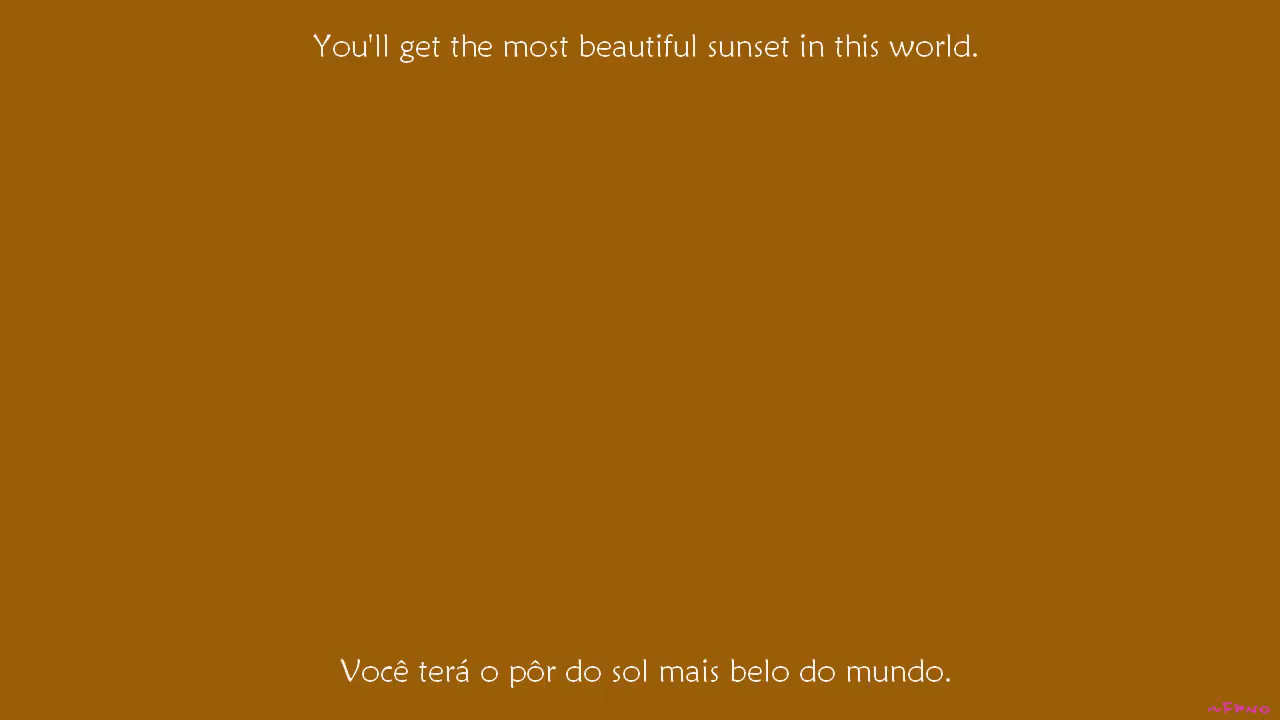 You'll get the most beautiful sunset in this world.
Você terá o pôr do sol mais belo do mundo.